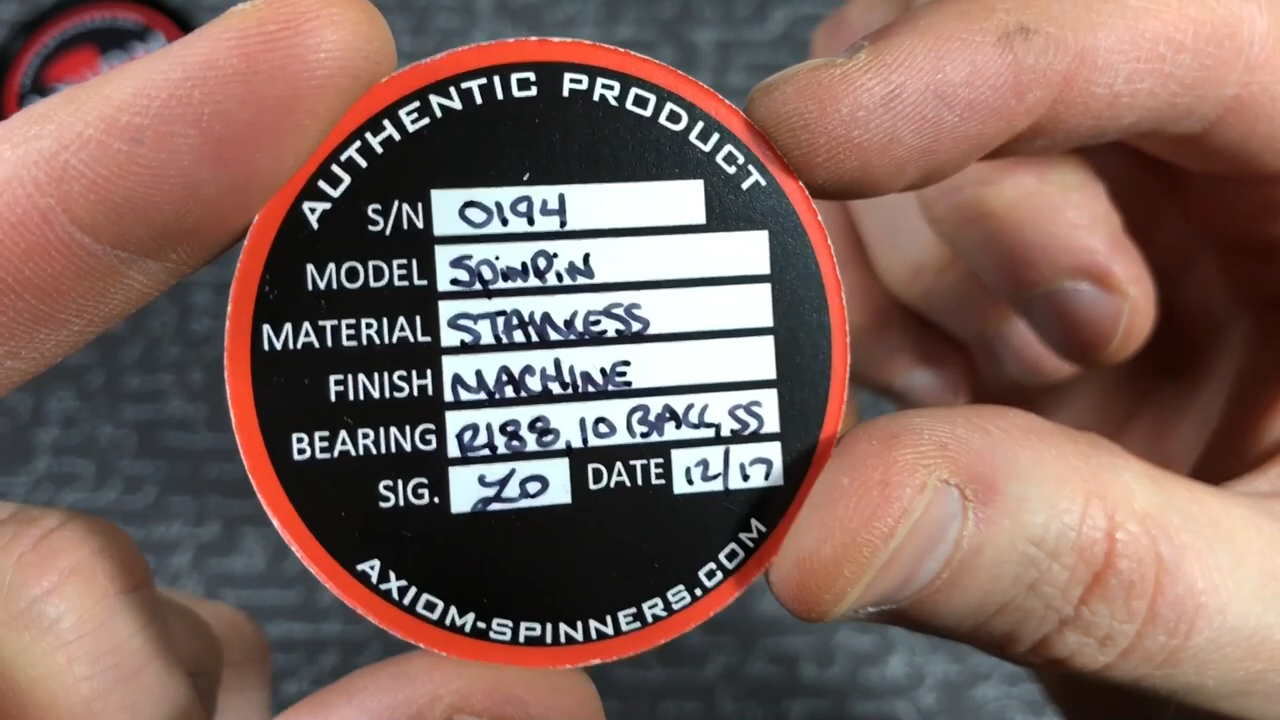 AUTHENTIC PRODUCT
S/N 0194
MODEL SPINPIN
MATERIAL STAINLESS
FINISH MACHINE
BEARING R188, 10 BALL, SS
SIG. DATE 12/17
AXIOM-SPINNERS.COM